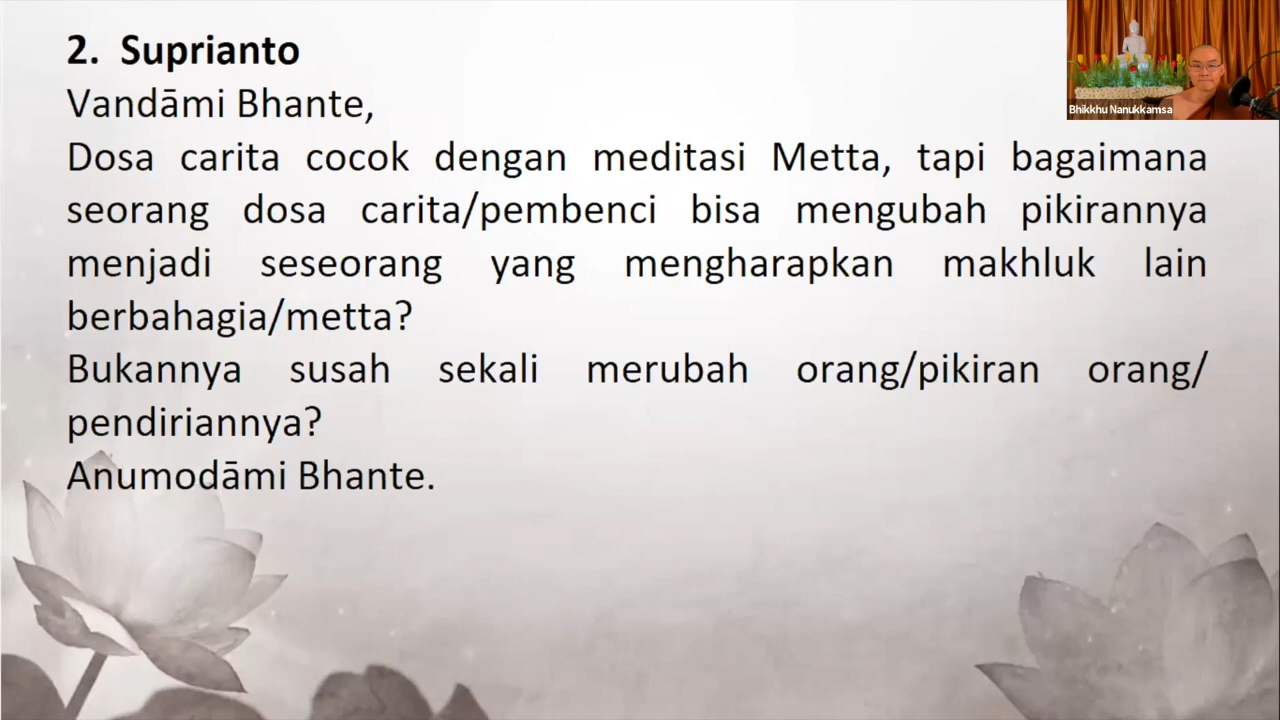 2. Suprianto
Vandāmi Bhante,
Dosa carita cocok dengan meditasi Metta, tapi bagaimana
seorang dosa carita/pembenci bisa mengubah pikirannya
menjadi seseorang yang mengharapkan makhluk lain
berbahagia/metta?
Bukannya susah sekali merubah orang/pikiran orang/
pendiriannya?
Anumodāmi Bhante.
Bhikkhu Nanukkamsa